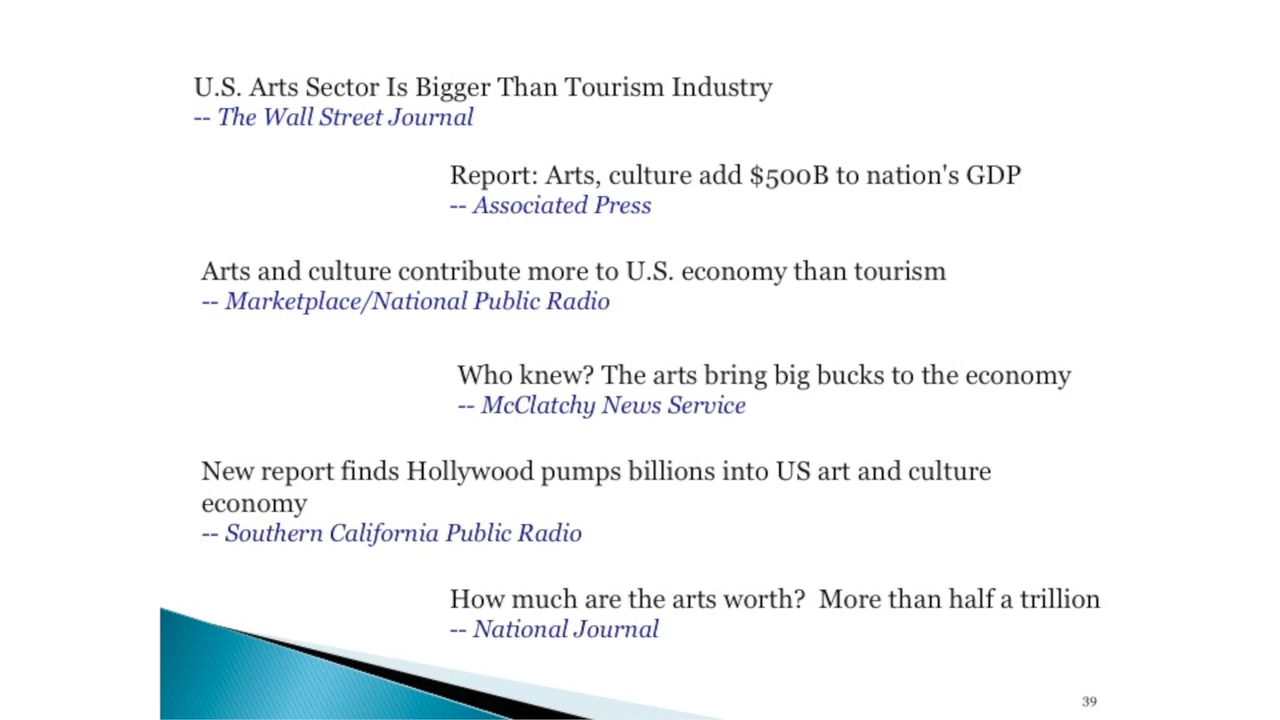 U.S. Arts Sector Is Bigger Than Tourism Industry
-- The Wall Street Journal
Report: Arts, culture add $500B to nation's GDP
-- Associated Press
Arts and culture contribute more to U.S. economy than tourism
-- Marketplace/National Public Radio
Who knew? The arts bring big bucks to the economy
-- McClatchy News Service
New report finds Hollywood pumps billions into US art and culture
economy
-- Southern California Public Radio
How much are the arts worth?  More than half a trillion
-- National Journal
39